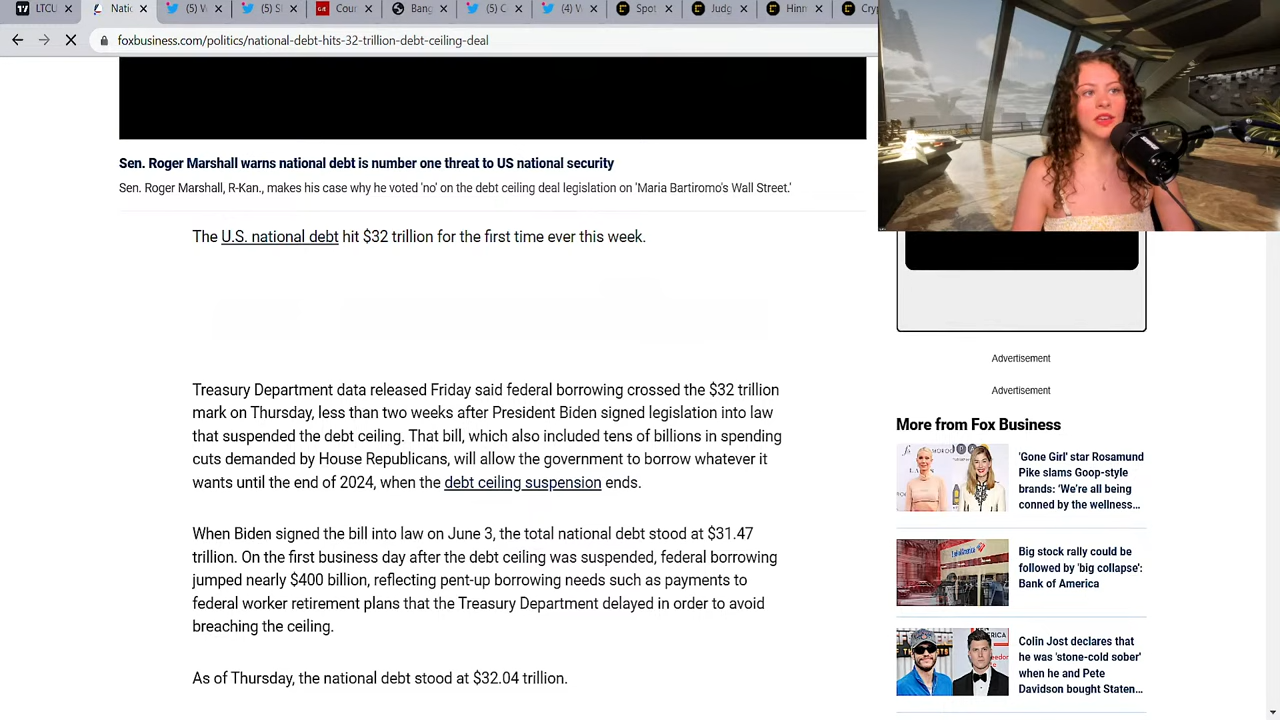 LTCU
(5) V
(5) S
Cour
Bang
(5) C
(4) V
Spot
Judg
Hinn
Cry
foxbusiness.com/politics/national-debt-hits-32-trillion-debt-ceiling-deal
Sen. Roger Marshall warns national debt is number one threat to US national security
Sen. Roger Marshall, R-Kan., makes his case why he voted 'no' on the debt ceiling deal legislation on 'Maria Bartiromo's Wall Street.'
The U.S. national debt hit $32 trillion for the first time ever this week.
Treasury Department data released Friday said federal borrowing crossed the $32 trillion
mark on Thursday, less than two weeks after President Biden signed legislation into law
that suspended the debt ceiling. That bill, which also included tens of billions in spending
cuts demanded by House Republicans, will allow the government to borrow whatever it
wants until the end of 2024, when the debt ceiling suspension ends.
When Biden signed the bill into law on June 3, the total national debt stood at $31.47
trillion. On the first business day after the debt ceiling was suspended, federal borrowing
jumped nearly $400 billion, reflecting pent-up borrowing needs such as payments to
federal worker retirement plans that the Treasury Department delayed in order to avoid
breaching the ceiling.
As of Thursday, the national debt stood at $32.04 trillion.
Advertisement
Advertisement
More from Fox Business
'Gone Girl' star Rosamund
Pike slams Goop-style
brands: 'We're all being
conned by the wellness...
Big stock rally could be
followed by 'big collapse':
Bank of America
Colin Jost declares that
he was 'stone-cold sober'
when he and Pete
Davidson bought Staten...